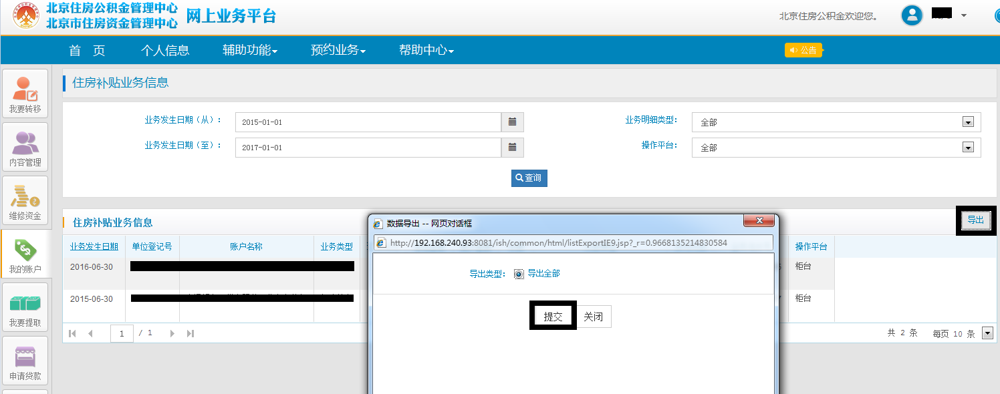 北京住房公积金管理中心
北京市住房资金管理中心
网上业务平台
北京住房公积金欢迎您。
首 页 个人信息 辅助功能 预约业务 帮助中心 公告
我要转移
内容管理
维修资金
我的账户
我要提取
申请贷款
住房补贴业务信息
业务发生日期（从）： 2015-01-01 业务明细类型： 全部
业务发生日期（至）： 2017-01-01 操作平台： 全部
查询
住房补贴业务信息 导出
业务发生日期 单位登记号 账户名称 业务类型 操作平台
2016-06-30 柜台
2015-06-30 柜台
1 / 1 共 2 条 每页 10 条
数据导出 -- 网页对话框
http://192.168.240.93:8081/ish/common/html/listExportIE9.jsp?_r=0.9668135214830584
导出类型： 导出全部
提交 关闭